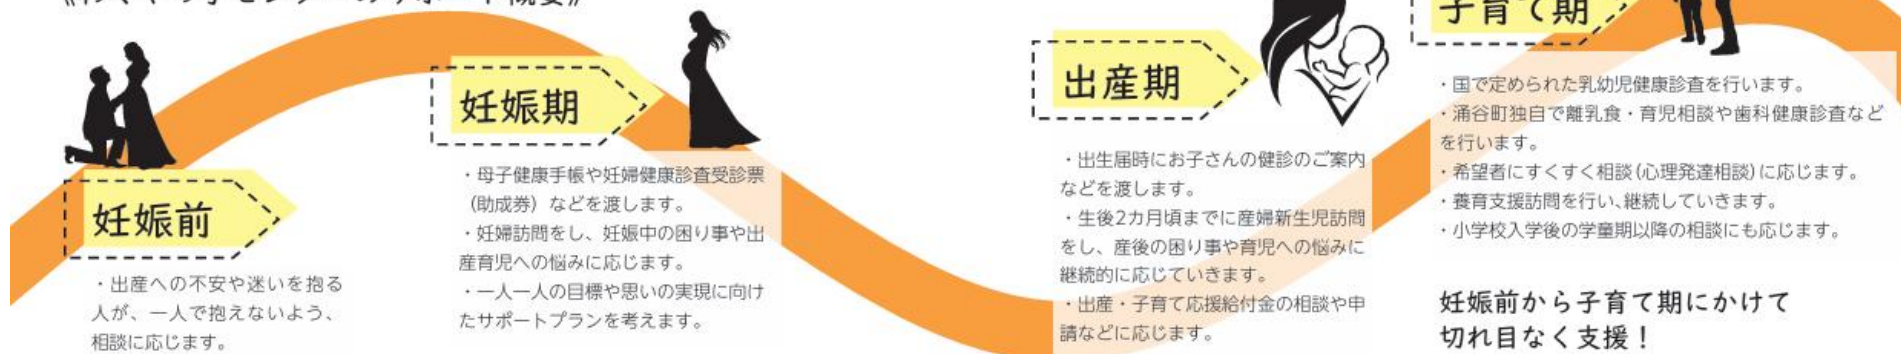 妊娠前
・出産への不安や迷いを抱る
人が、一人で抱えないよう、
相談に応じます。
妊娠期
・母子健康手帳や妊婦健康診査受診票
（助成券）などを渡します。
・妊婦訪問をし、妊娠中の困り事や出
産育児への悩みに応じます。
・一人一人の目標や思いの実現に向け
たサポートプランを考えます。
出産期
・出生届時にお子さんの健診のご案内
などを渡します。
・生後2カ月頃までに産婦新生児訪問
をし、産後の困り事や育児への悩みに
継続的に応じていきます。
・出産・子育て応援給付金の相談や申
請などに応じます。
子育て期
・国で定められた乳幼児健康診査を行います。
・涌谷町独自で離乳食・育児相談や歯科健康診査など
を行います。
・希望者にすくすく相談(心理発達相談)に応じます。
・養育支援訪問を行い、継続していきます。
・小学校入学後の学童期以降の相談にも応じます。
妊娠前から子育て期にかけて
切れ目なく支援！